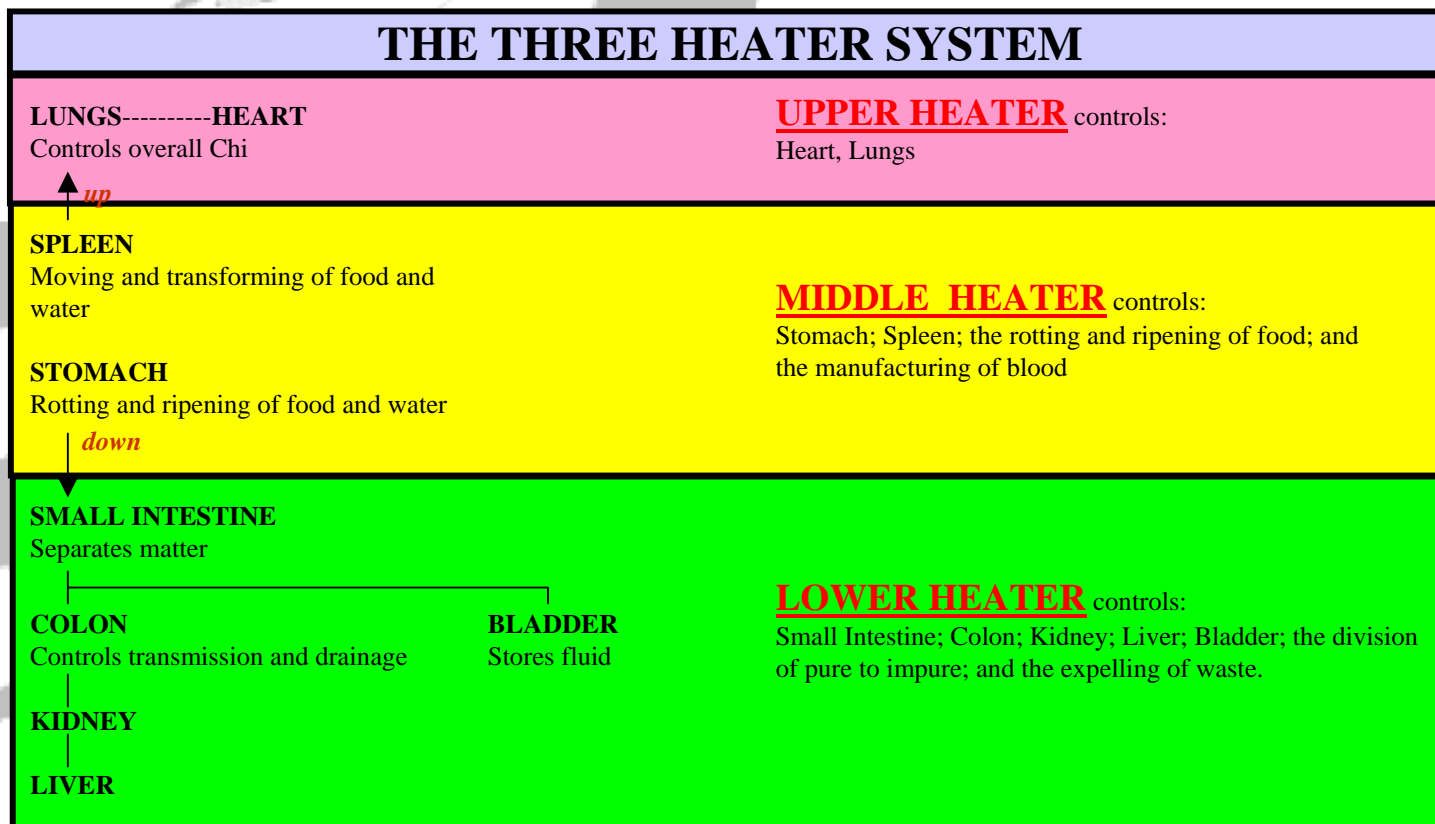 THE THREE HEATER SYSTEM
LUNGS----------HEART
Controls overall Chi
UPPER HEATER controls:
Heart, Lungs
up
SPLEEN
Moving and transforming of food and
water
STOMACH
Rotting and ripening of food and water
down
MIDDLE HEATER controls:
Stomach; Spleen; the rotting and ripening of food; and
the manufacturing of blood
SMALL INTESTINE
Separates matter
COLON
Controls transmission and drainage
BLADDER
Stores fluid
KIDNEY
LIVER
LOWER HEATER controls:
Small Intestine; Colon; Kidney; Liver; Bladder; the division
of pure to impure; and the expelling of waste.